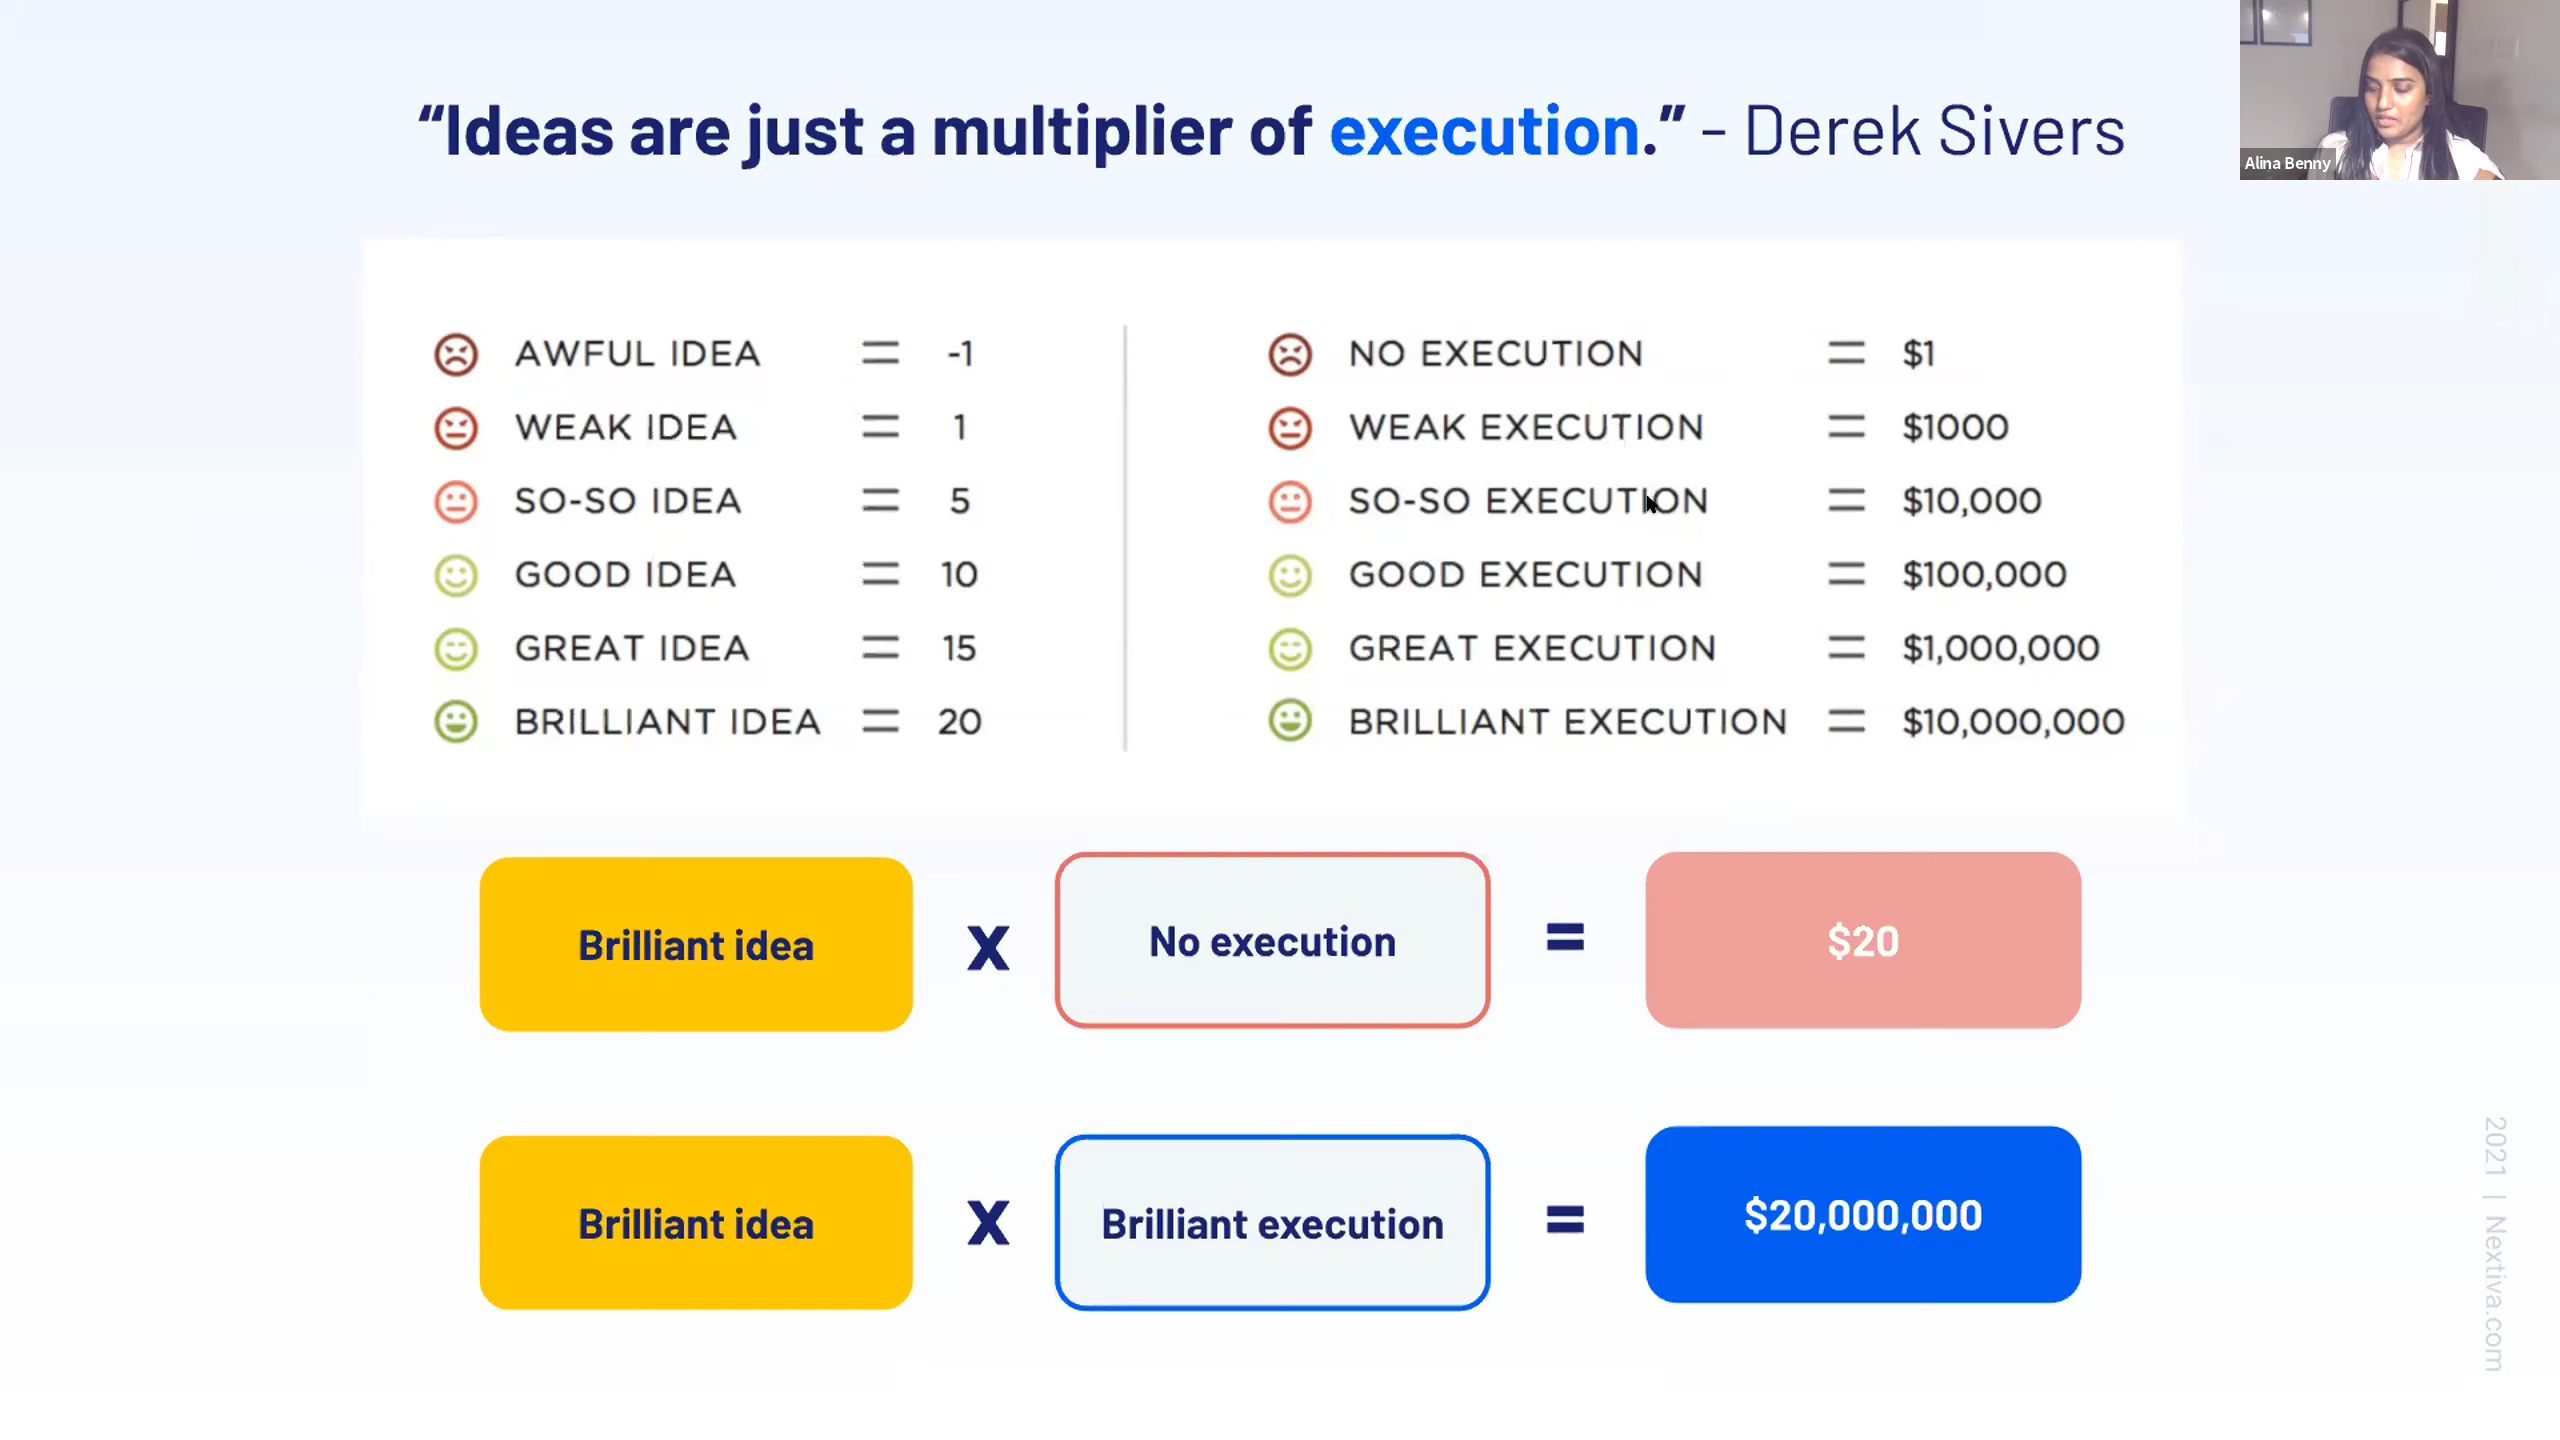 “Ideas are just a multiplier of execution.” - Derek Sivers
Alina Benny
AWFUL IDEA = -1
WEAK IDEA = 1
SO-SO IDEA = 5
GOOD IDEA = 10
GREAT IDEA = 15
BRILLIANT IDEA = 20
NO EXECUTION = $1
WEAK EXECUTION = $1000
SO-SO EXECUTION = $10,000
GOOD EXECUTION = $100,000
GREAT EXECUTION = $1,000,000
BRILLIANT EXECUTION = $10,000,000
Brilliant idea x No execution = $20
Brilliant idea x Brilliant execution = $20,000,000
2021 | Nextiva.com